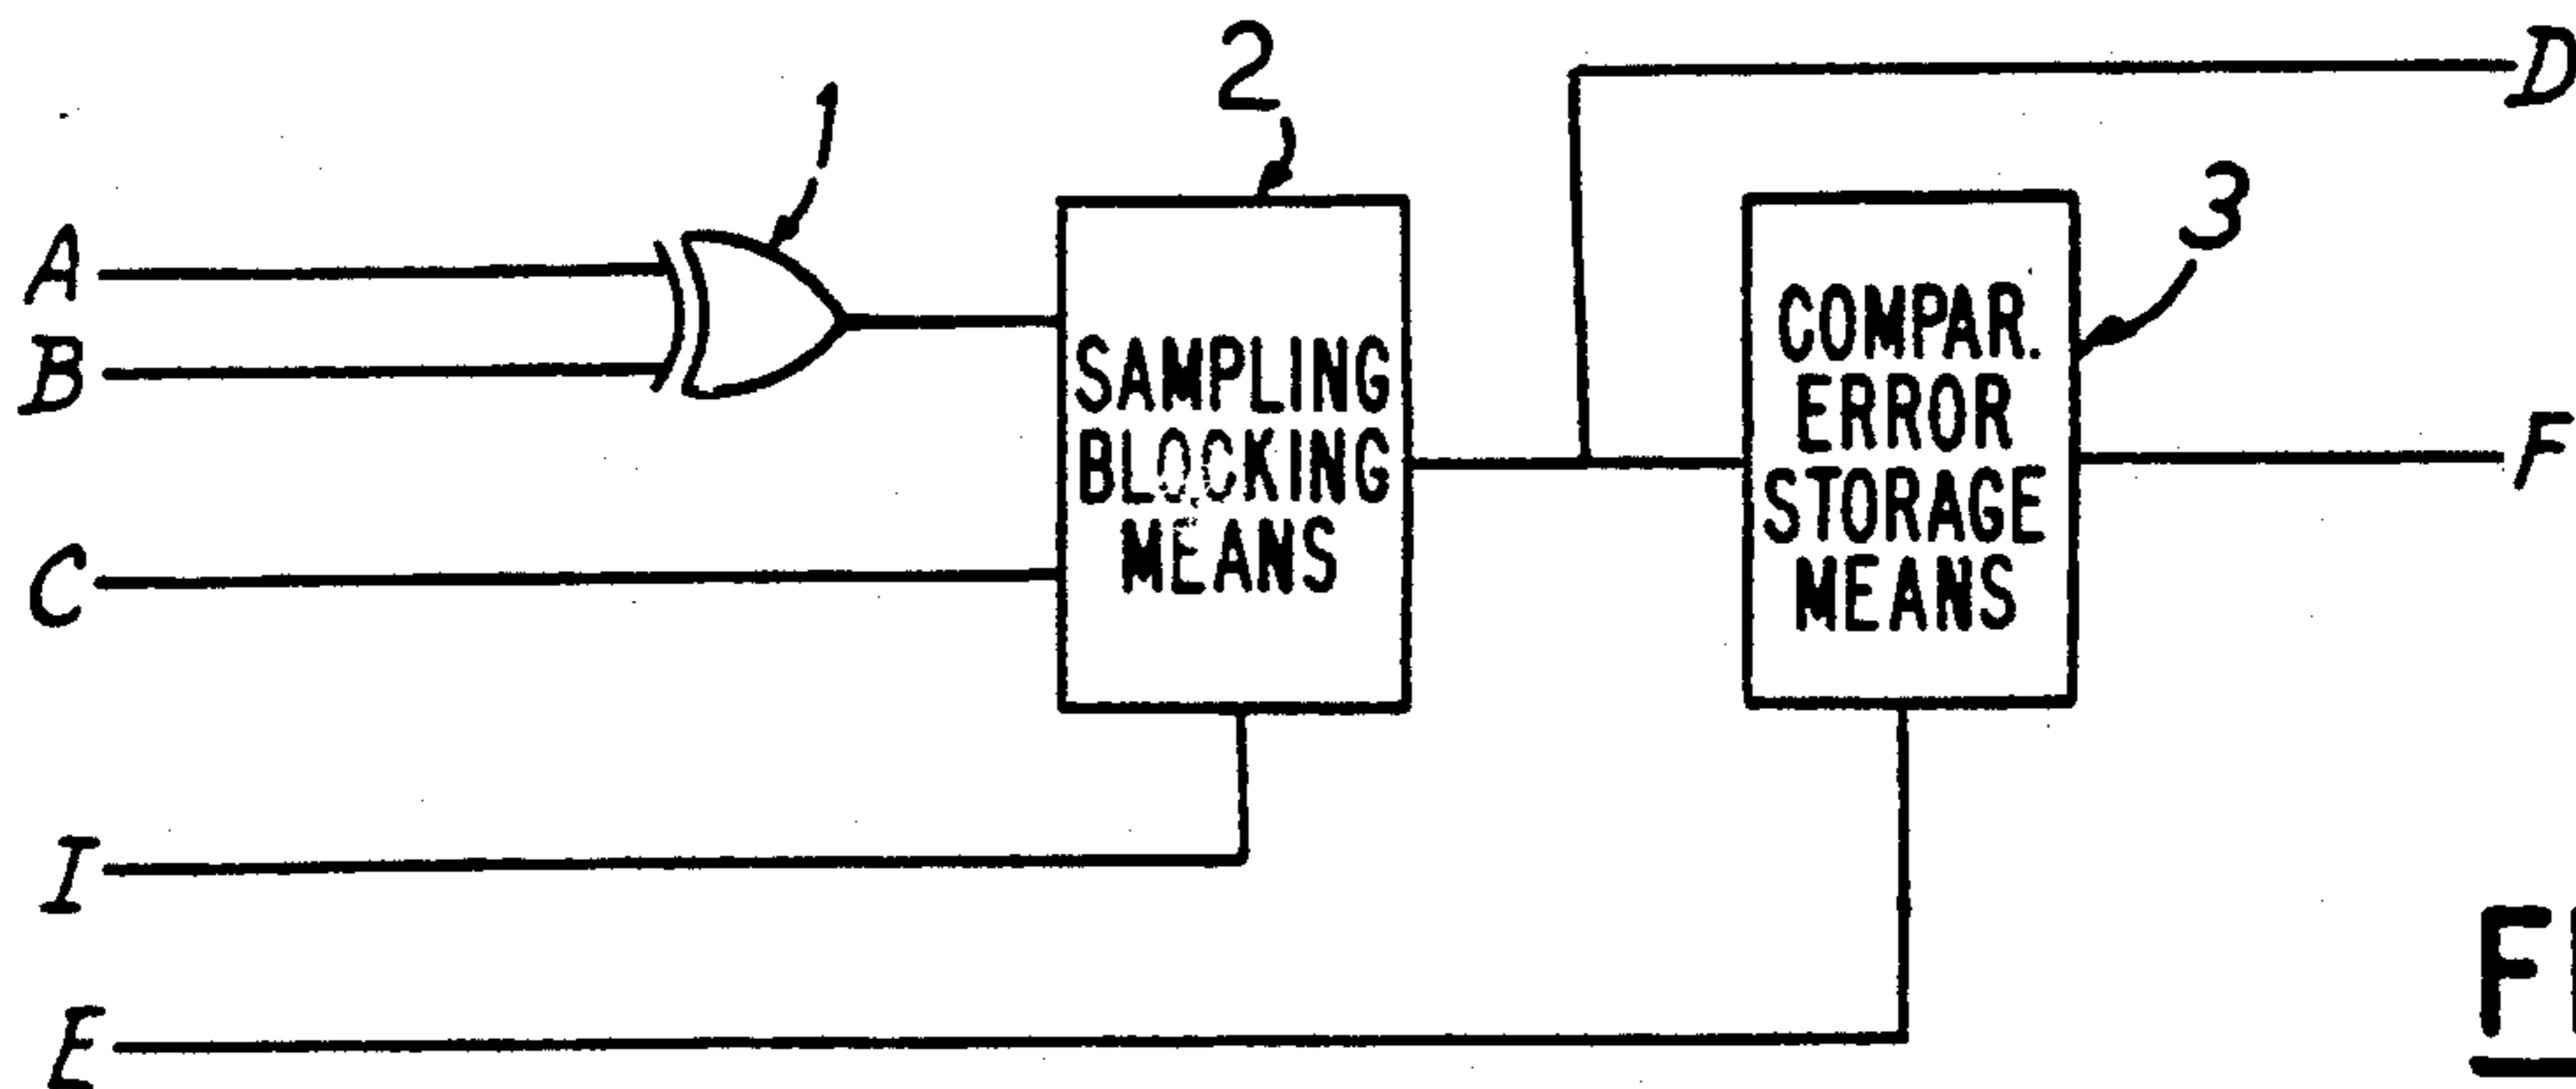 2
D
1
3
A
B
SAMPLING
BLOCKING
MEANS
COMPAR.
ERROR
STORAGE
MEANS
F
C
I
E